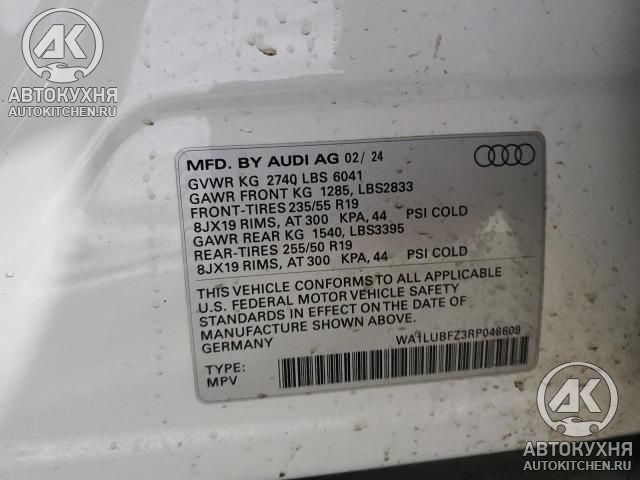 AK
АВТОКУХНЯ
AUTOKITCHEN.RU
MFD. BY AUDI AG 02/ 24
GVWR KG 2740 LBS 6041
GAWR FRONT KG 1285, LBS2833
FRONT-TIRES 235/55 R19
8JX19 RIMS, AT 300 KPA, 44 PSI COLD
GAWR REAR KG 1540, LBS3395
REAR-TIRES 255/50 R19
8JX19 RIMS, AT 300 KPA, 44 PSI COLD
THIS VEHICLE CONFORMS TO ALL APPLICABLE
U.S. FEDERAL MOTOR VEHICLE SAFETY
STANDARDS IN EFFECT ON THE DATE OF
MANUFACTURE SHOWN ABOVE.
GERMANY
WA1LUBFZ3RP048609
TYPE:
MPV
AK
АВТОКУХНЯ
AUTOKITCHEN.RU